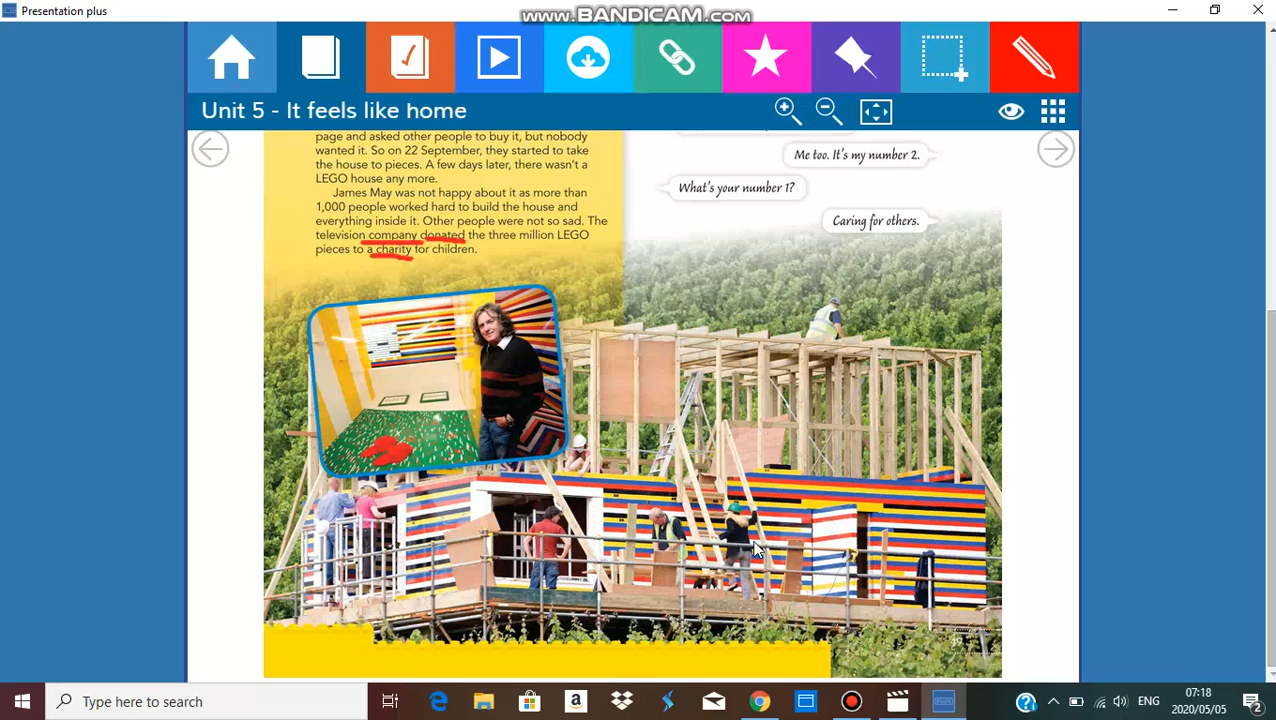 Presentation plus
www.BANDICAM.com
Unit 5 - It feels like home
page and asked other people to buy it, but nobody
wanted it. So on 22 September, they started to take
the house to pieces. A few days later, there wasn't a
LEGO house any more.
James May was not happy about it as more than
1,000 people worked hard to build the house and
everything inside it. Other people were not so sad. The
television company donated the three million LEGO
pieces to a charity for children.
Me too. It's my number 2.
What's your number 1?
Caring for others.
49
Type here to search
ENG
07:18
2020/05/05
2